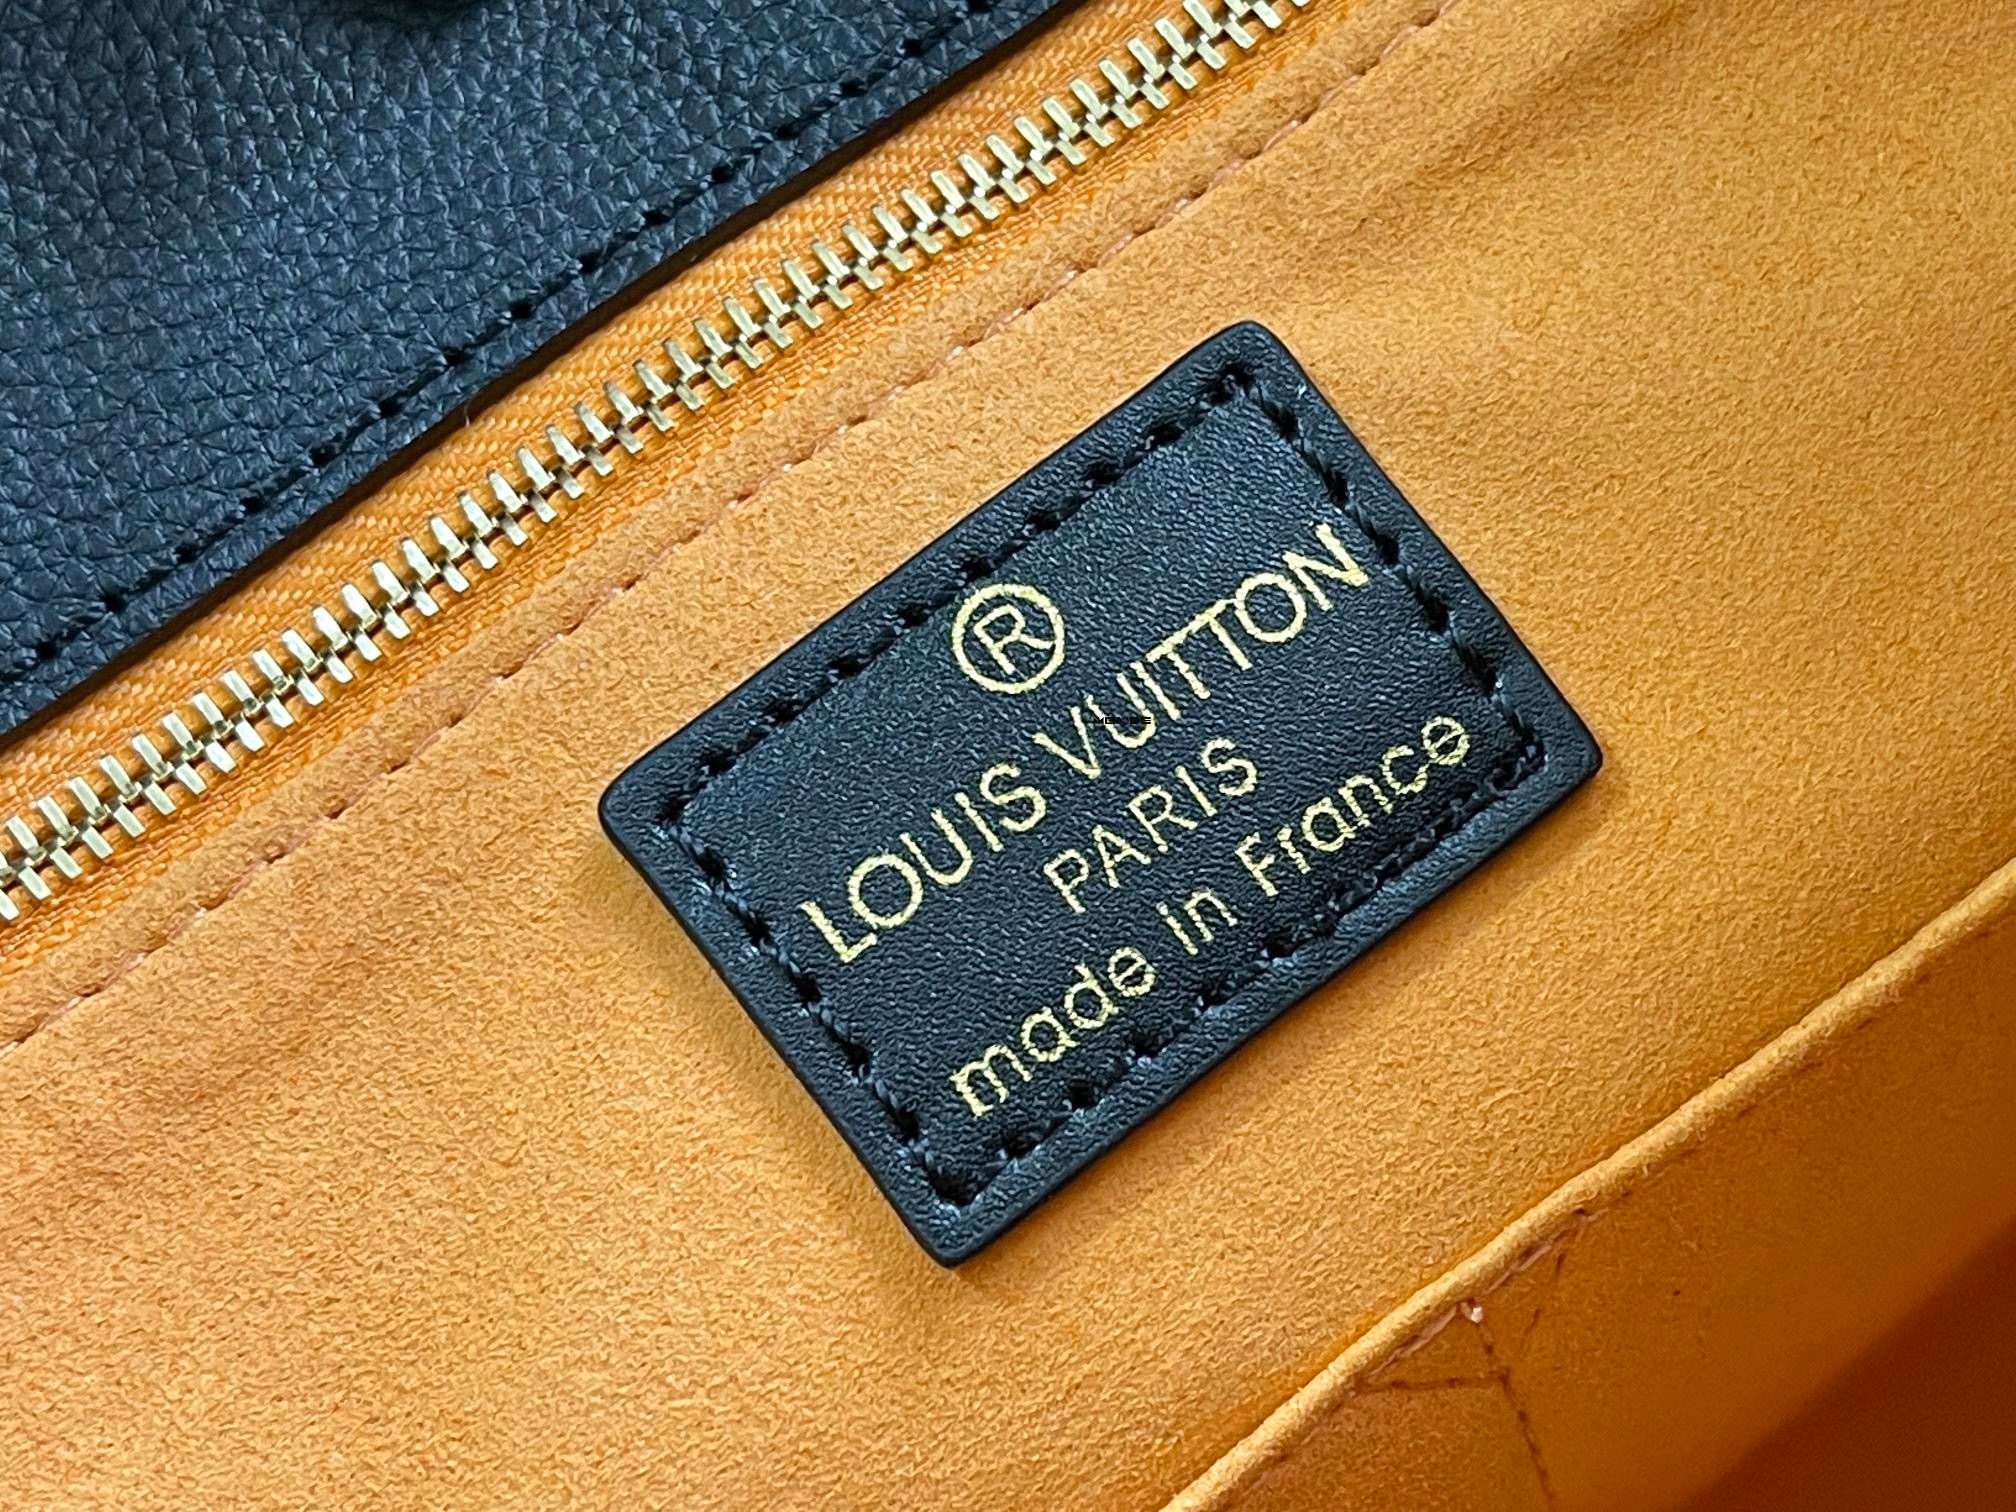 ®
LOUIS VUITTON
PARIS
made in France